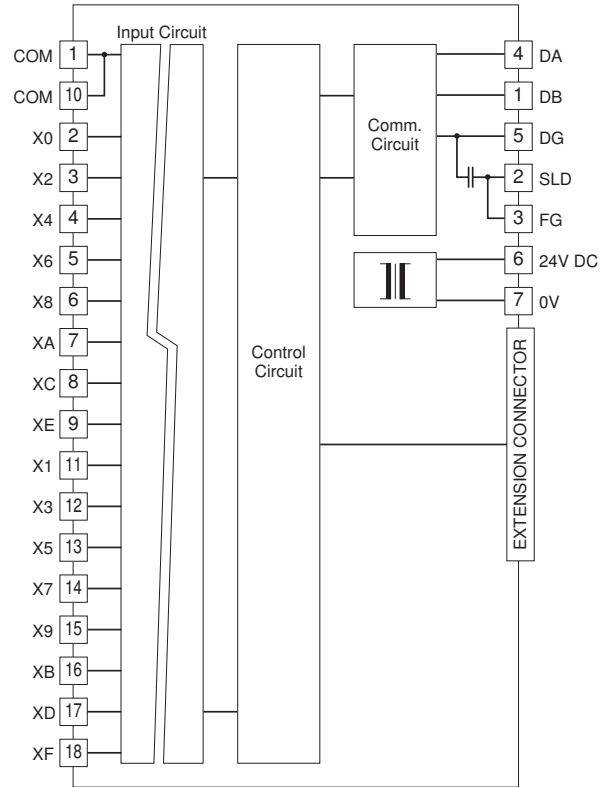 Input Circuit
COM 1
COM 10
X0 2
X2 3
X4 4
X6 5
X8 6
XA 7
XC 8
XE 9
X1 11
X3 12
X5 13
X7 14
X9 15
XB 16
XD 17
XF 18
Control
Circuit
Comm.
Circuit
4 DA
1 DB
5 DG
2 SLD
3 FG
6 24V DC
7 0V
EXTENSION CONNECTOR